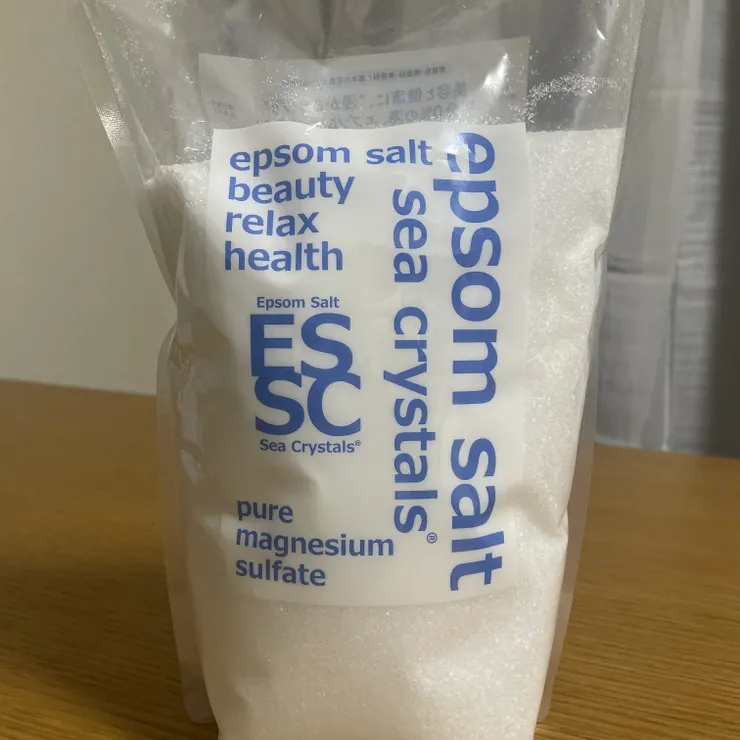 epsom salt
beauty
relax
health
Epsom Salt
ES
SC
Sea Crystals®
pure
magnesium
sulfate
epsom salt
sea crystals®